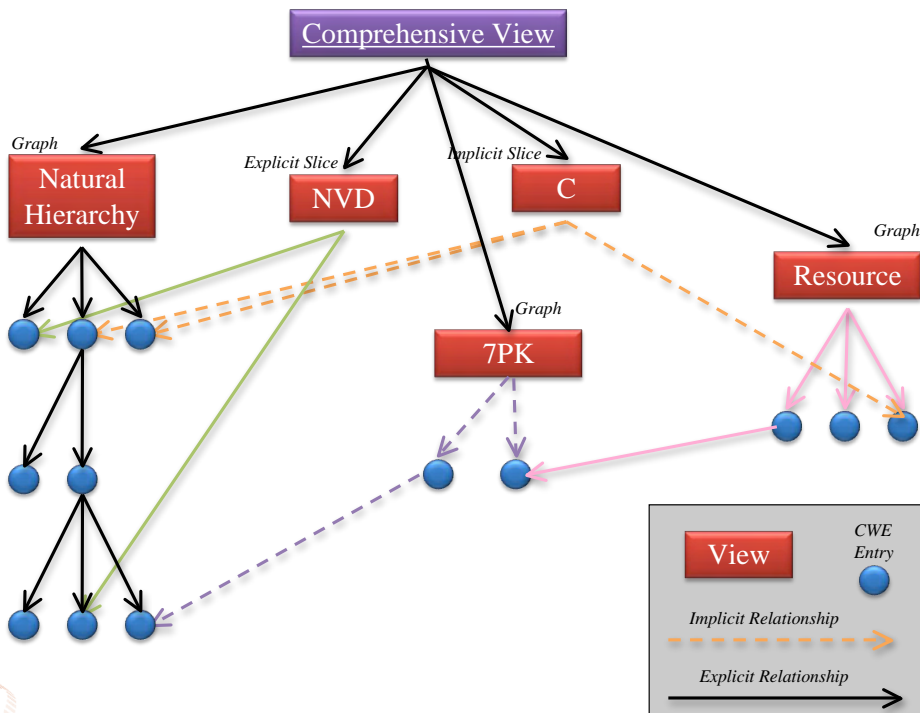 Comprehensive View
Graph
Natural
Hierarchy
Explicit Slice
NVD
Implicit Slice
C
Graph
Resource
Graph
7PK
View
CWE
Entry
Implicit Relationship
Explicit Relationship